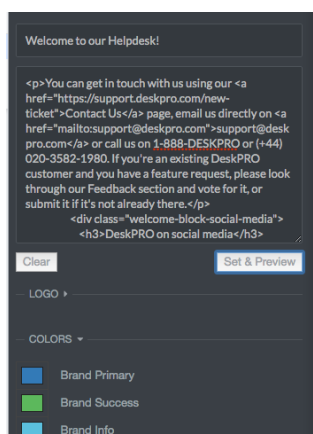 Welcome to our Helpdesk!
<p>You can get in touch with us using our <a
href="https://support.deskpro.com/new-
ticket">Contact Us</a> page, email us directly on <a
href="mailto:support@deskpro.com">support@desk
pro.com</a> or call us on 1-888-DESKPRO or (+44)
020-3582-1980. If you're an existing DeskPRO
customer and you have a feature request, please look
through our Feedback section and vote for it, or
submit it if it's not already there.</p>
<div class="welcome-block-social-media">
<h3>DeskPRO on social media</h3>
Clear
Set & Preview
LOGO
COLORS
Brand Primary
Brand Success
Brand Info